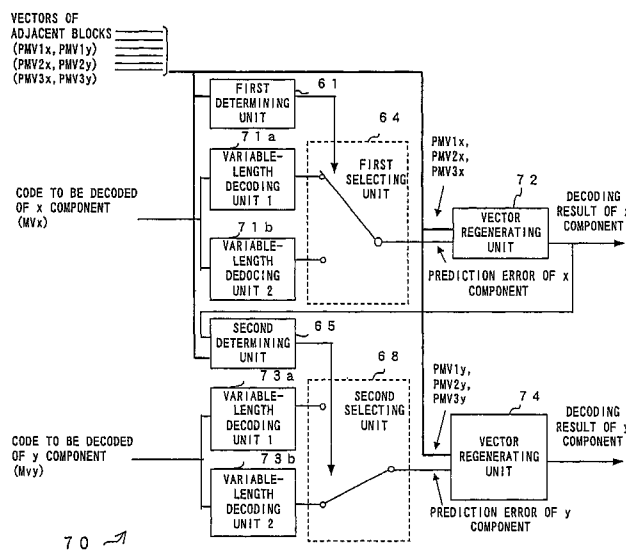 VECTORS OF
ADJACENT BLOCKS
(PMV1x, PMV1y)
(PMV2x, PMV2y)
(PMV3x, PMV3y)
61
FIRST
DETERMINING
UNIT
71a
VARIABLE-
LENGTH
DECODING
UNIT 1
64
FIRST
SELECTING
UNIT
PMV1x,
PMV2x,
PMV3x
72
VECTOR
REGENERATING
UNIT
DECODING
RESULT OF x
COMPONENT
CODE TO BE DECODED
OF x COMPONENT
(MVx)
71b
VARIABLE-
LENGTH
DEDOCING
UNIT 2
PREDICTION ERROR OF x
COMPONENT
65
SECOND
DETERMINING
UNIT
73a
VARIABLE-
LENGTH
DECODING
UNIT 1
68
SECOND
SELECTING
UNIT
PMV1y,
PMV2y,
PMV3y
74
VECTOR
REGENERATING
UNIT
DECODING
RESULT OF y
COMPONENT
CODE TO BE DECODED
OF y COMPONENT
(Mvy)
73b
VARIABLE-
LENGTH
DECODING
UNIT 2
PREDICTION ERROR OF y
COMPONENT
70